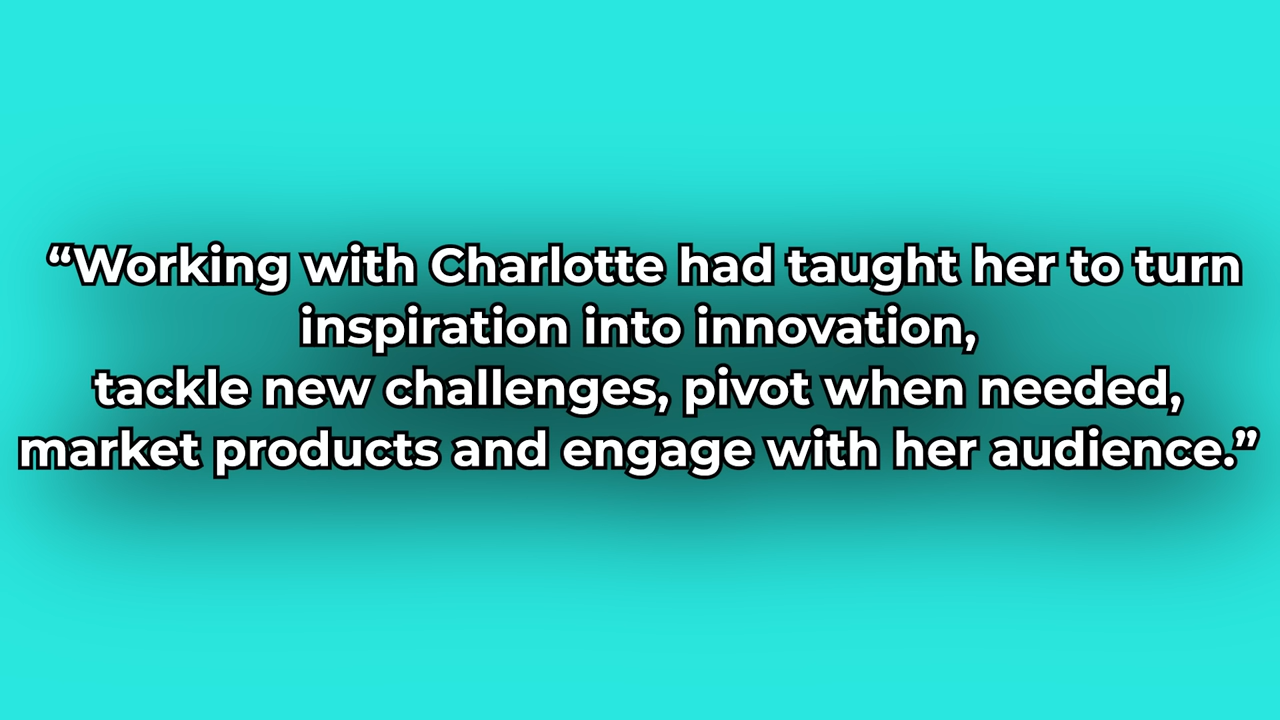 “Working with Charlotte had taught her to turn
inspiration into innovation,
tackle new challenges, pivot when needed,
market products and engage with her audience.”